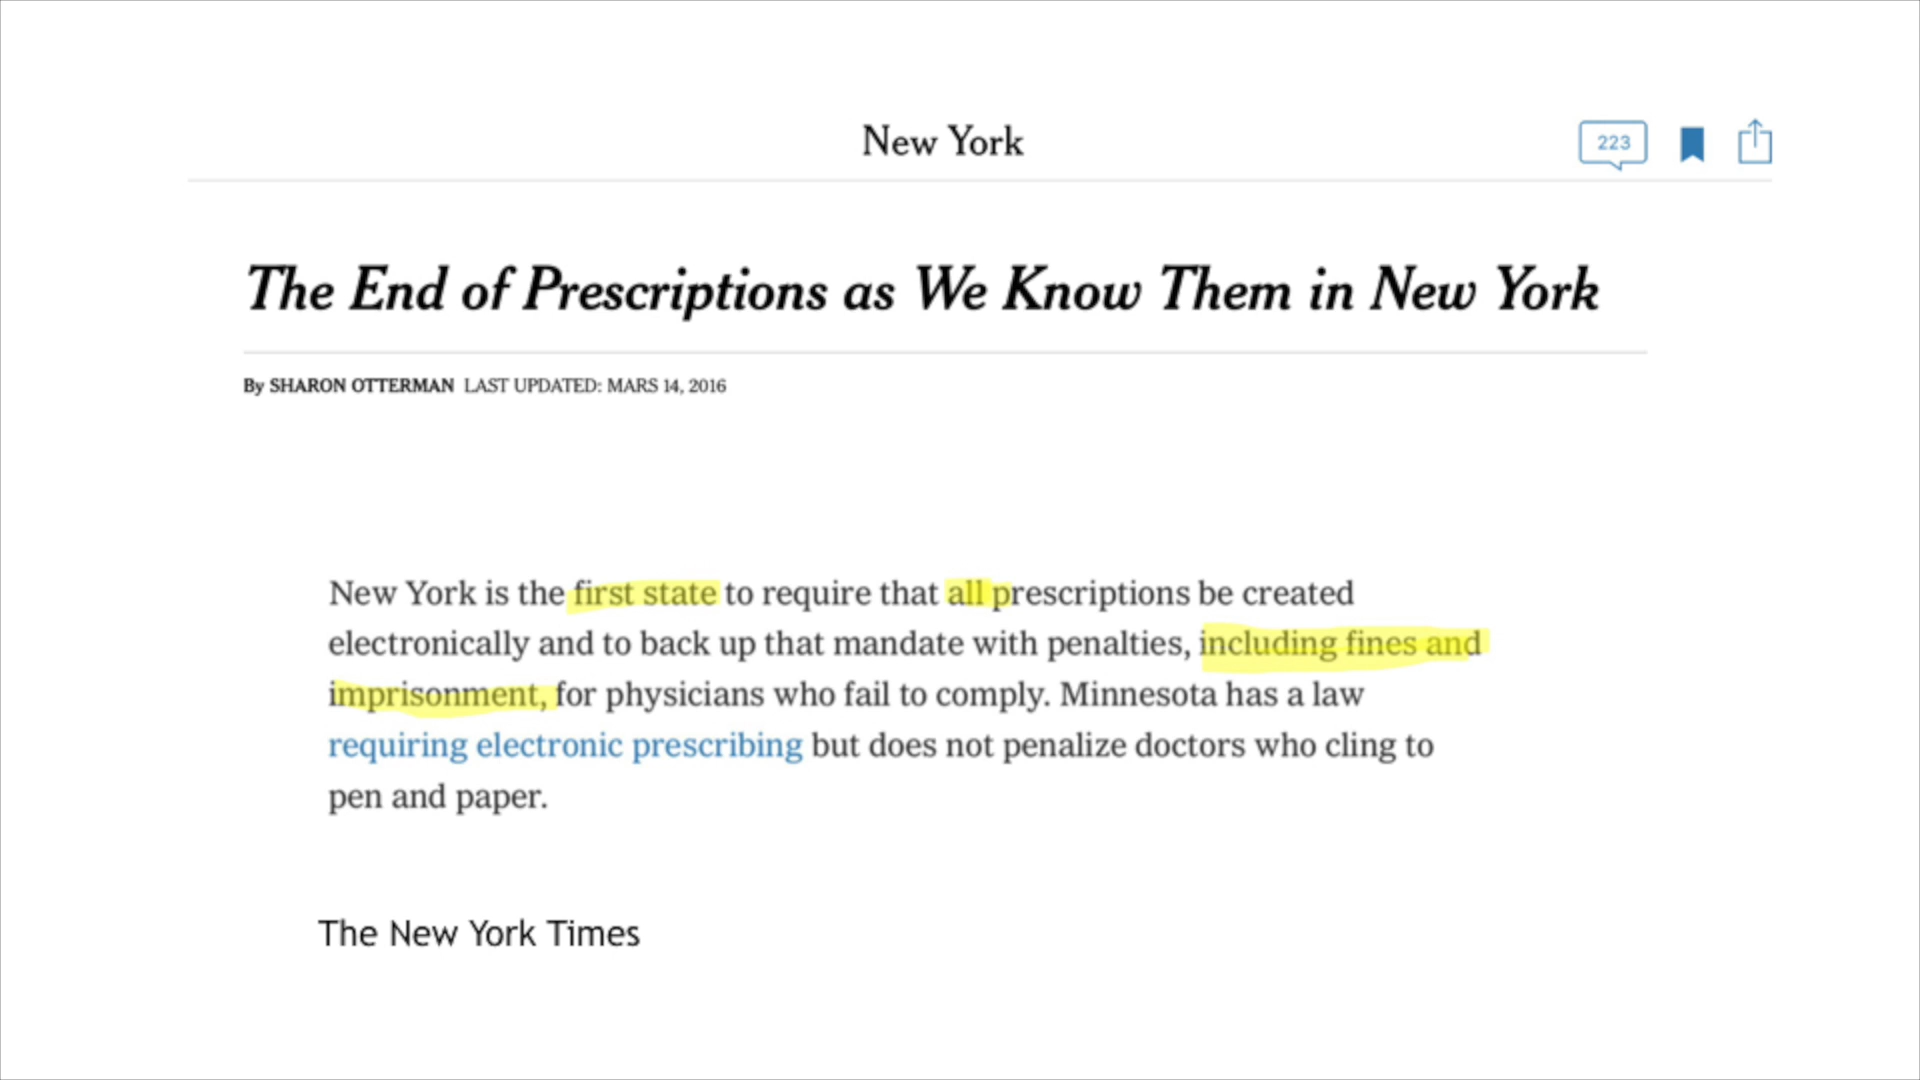 New York
223
The End of Prescriptions as We Know Them in New York
By SHARON OTTERMAN LAST UPDATED: MARS 14, 2016
New York is the first state to require that all prescriptions be created
electronically and to back up that mandate with penalties, including fines and
imprisonment, for physicians who fail to comply. Minnesota has a law
requiring electronic prescribing but does not penalize doctors who cling to
pen and paper.
The New York Times